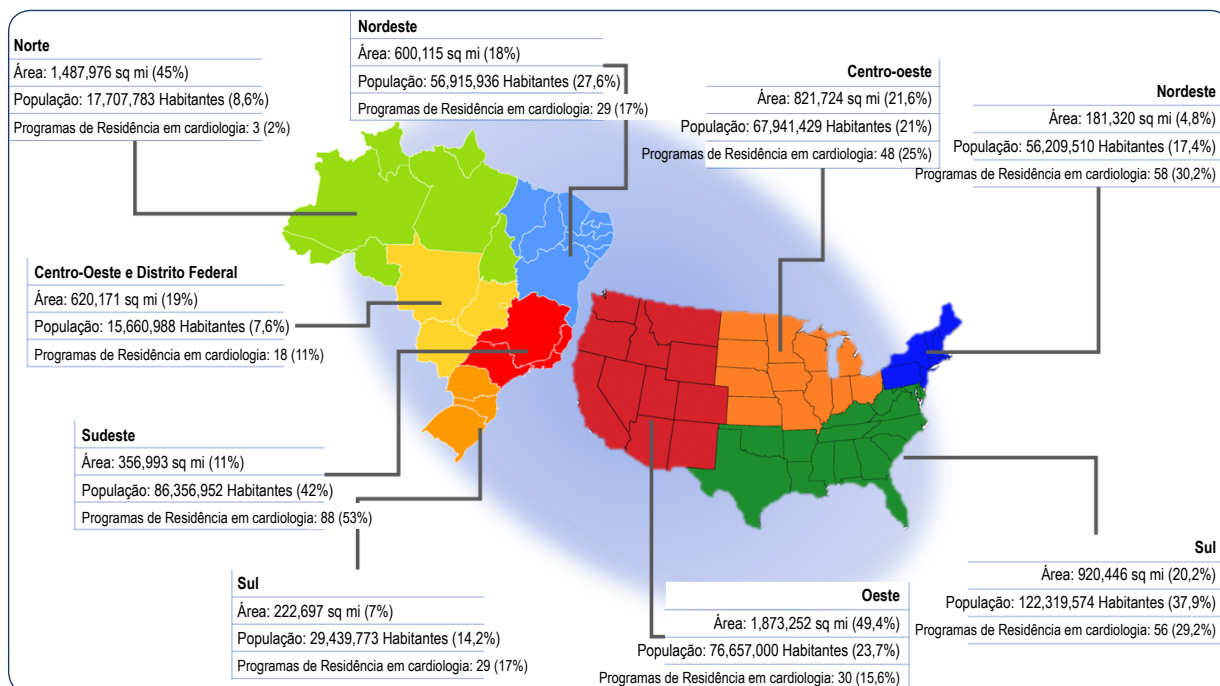 Norte
Área: 1,487,976 sq mi (45%)
População: 17,707,783 Habitantes (8,6%)
Programas de Residência em cardiologia: 3 (2%)
Nordeste
Área: 600,115 sq mi (18%)
População: 56,915,936 Habitantes (27,6%)
Programas de Residência em cardiologia: 29 (17%)
Centro-oeste
Área: 821,724 sq mi (21,6%)
População: 67,941,429 Habitantes (21%)
Programas de Residência em cardiologia: 48 (25%)
Nordeste
Área: 181,320 sq mi (4,8%)
População: 56,209,510 Habitantes (17,4%)
Programas de Residência em cardiologia: 58 (30,2%)
Centro-Oeste e Distrito Federal
Área: 620,171 sq mi (19%)
População: 15,660,988 Habitantes (7,6%)
Programas de Residência em cardiologia: 18 (11%)
Sudeste
Área: 356,993 sq mi (11%)
População: 86,356,952 Habitantes (42%)
Programas de Residência em cardiologia: 88 (53%)
Sul
Área: 222,697 sq mi (7%)
População: 29,439,773 Habitantes (14,2%)
Programas de Residência em cardiologia: 29 (17%)
Oeste
Área: 1,873,252 sq mi (49,4%)
População: 76,657,000 Habitantes (23,7%)
Programas de Residência em cardiologia: 30 (15,6%)
Sul
Área: 920,446 sq mi (20,2%)
População: 122,319,574 Habitantes (37,9%)
Programas de Residência em cardiologia: 56 (29,2%)